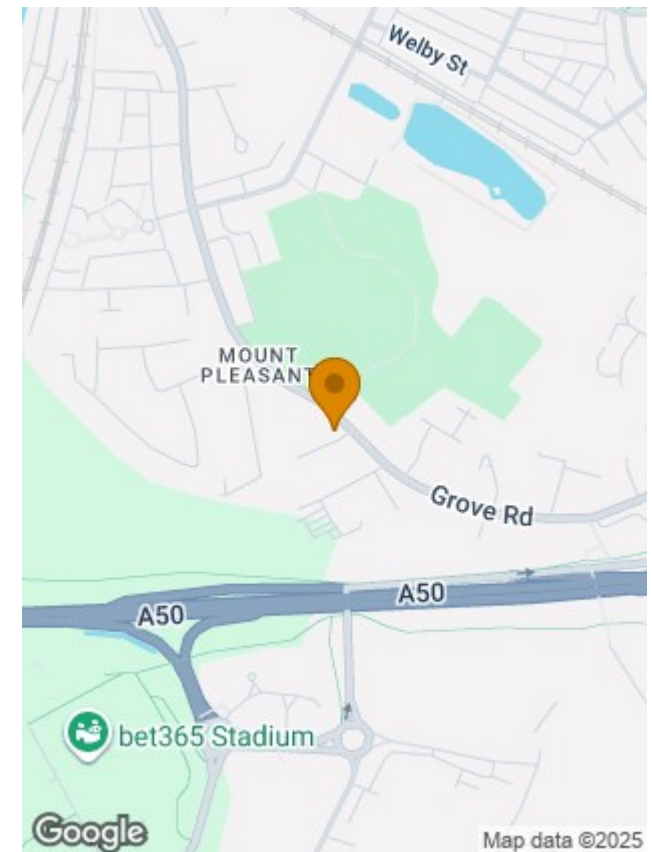 Welby St
MOUNT
PLEASANT
Grove Rd
A50
A50
bet365 Stadium
Google
Map data ©2025